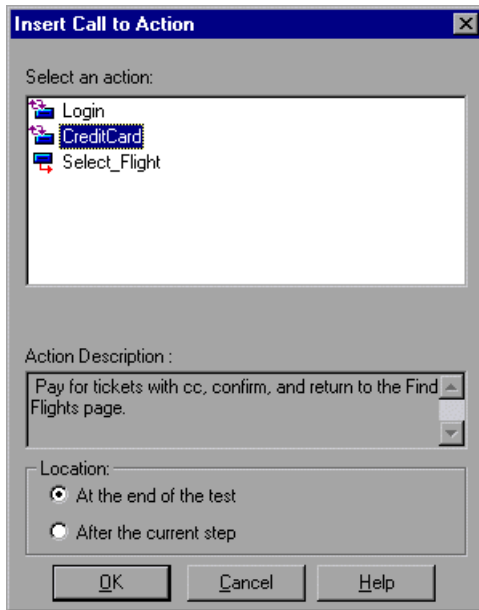 Insert Call to Action
Select an action:
Login
CreditCard
Select_Flight
Action Description :
Pay for tickets with cc, confirm, and return to the Find
Flights page.
Location:
At the end of the test
After the current step
OK
Cancel
Help